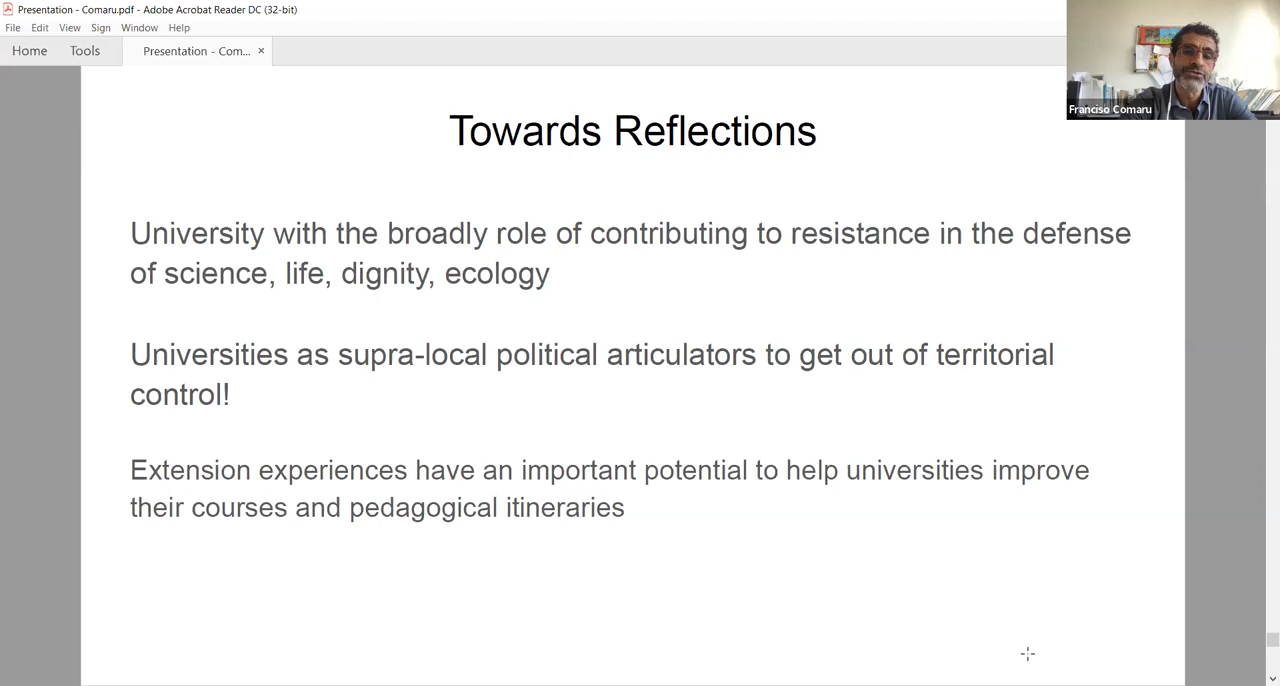 Presentation - Comaru.pdf - Adobe Acrobat Reader DC (32-bit)
File Edit View Sign Window Help
Home Tools Presentation - Com... ×
Franciso Comaru
Towards Reflections
University with the broadly role of contributing to resistance in the defense
of science, life, dignity, ecology
Universities as supra-local political articulators to get out of territorial
control!
Extension experiences have an important potential to help universities improve
their courses and pedagogical itineraries